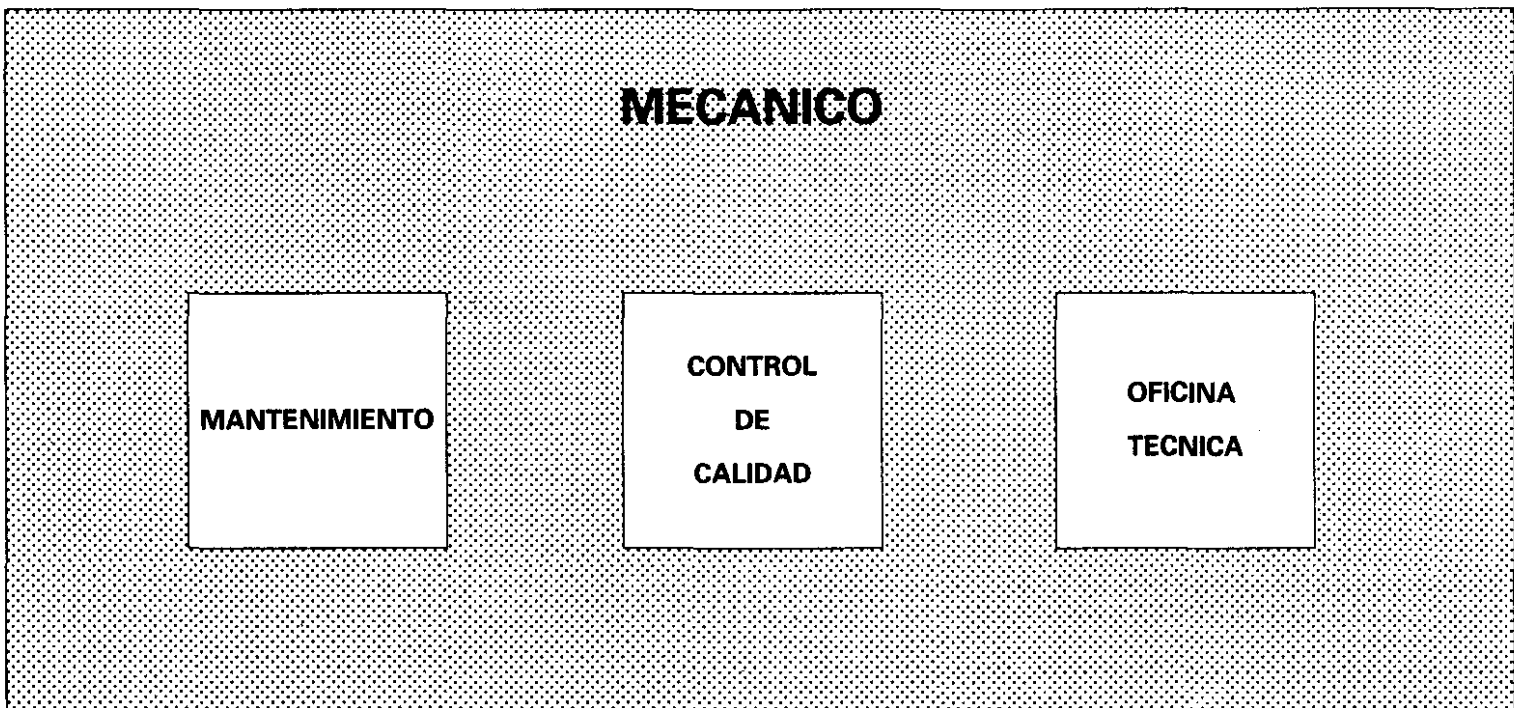 MECANICO
MANTENIMIENTO
CONTROL
DE
CALIDAD
OFICINA
TECNICA